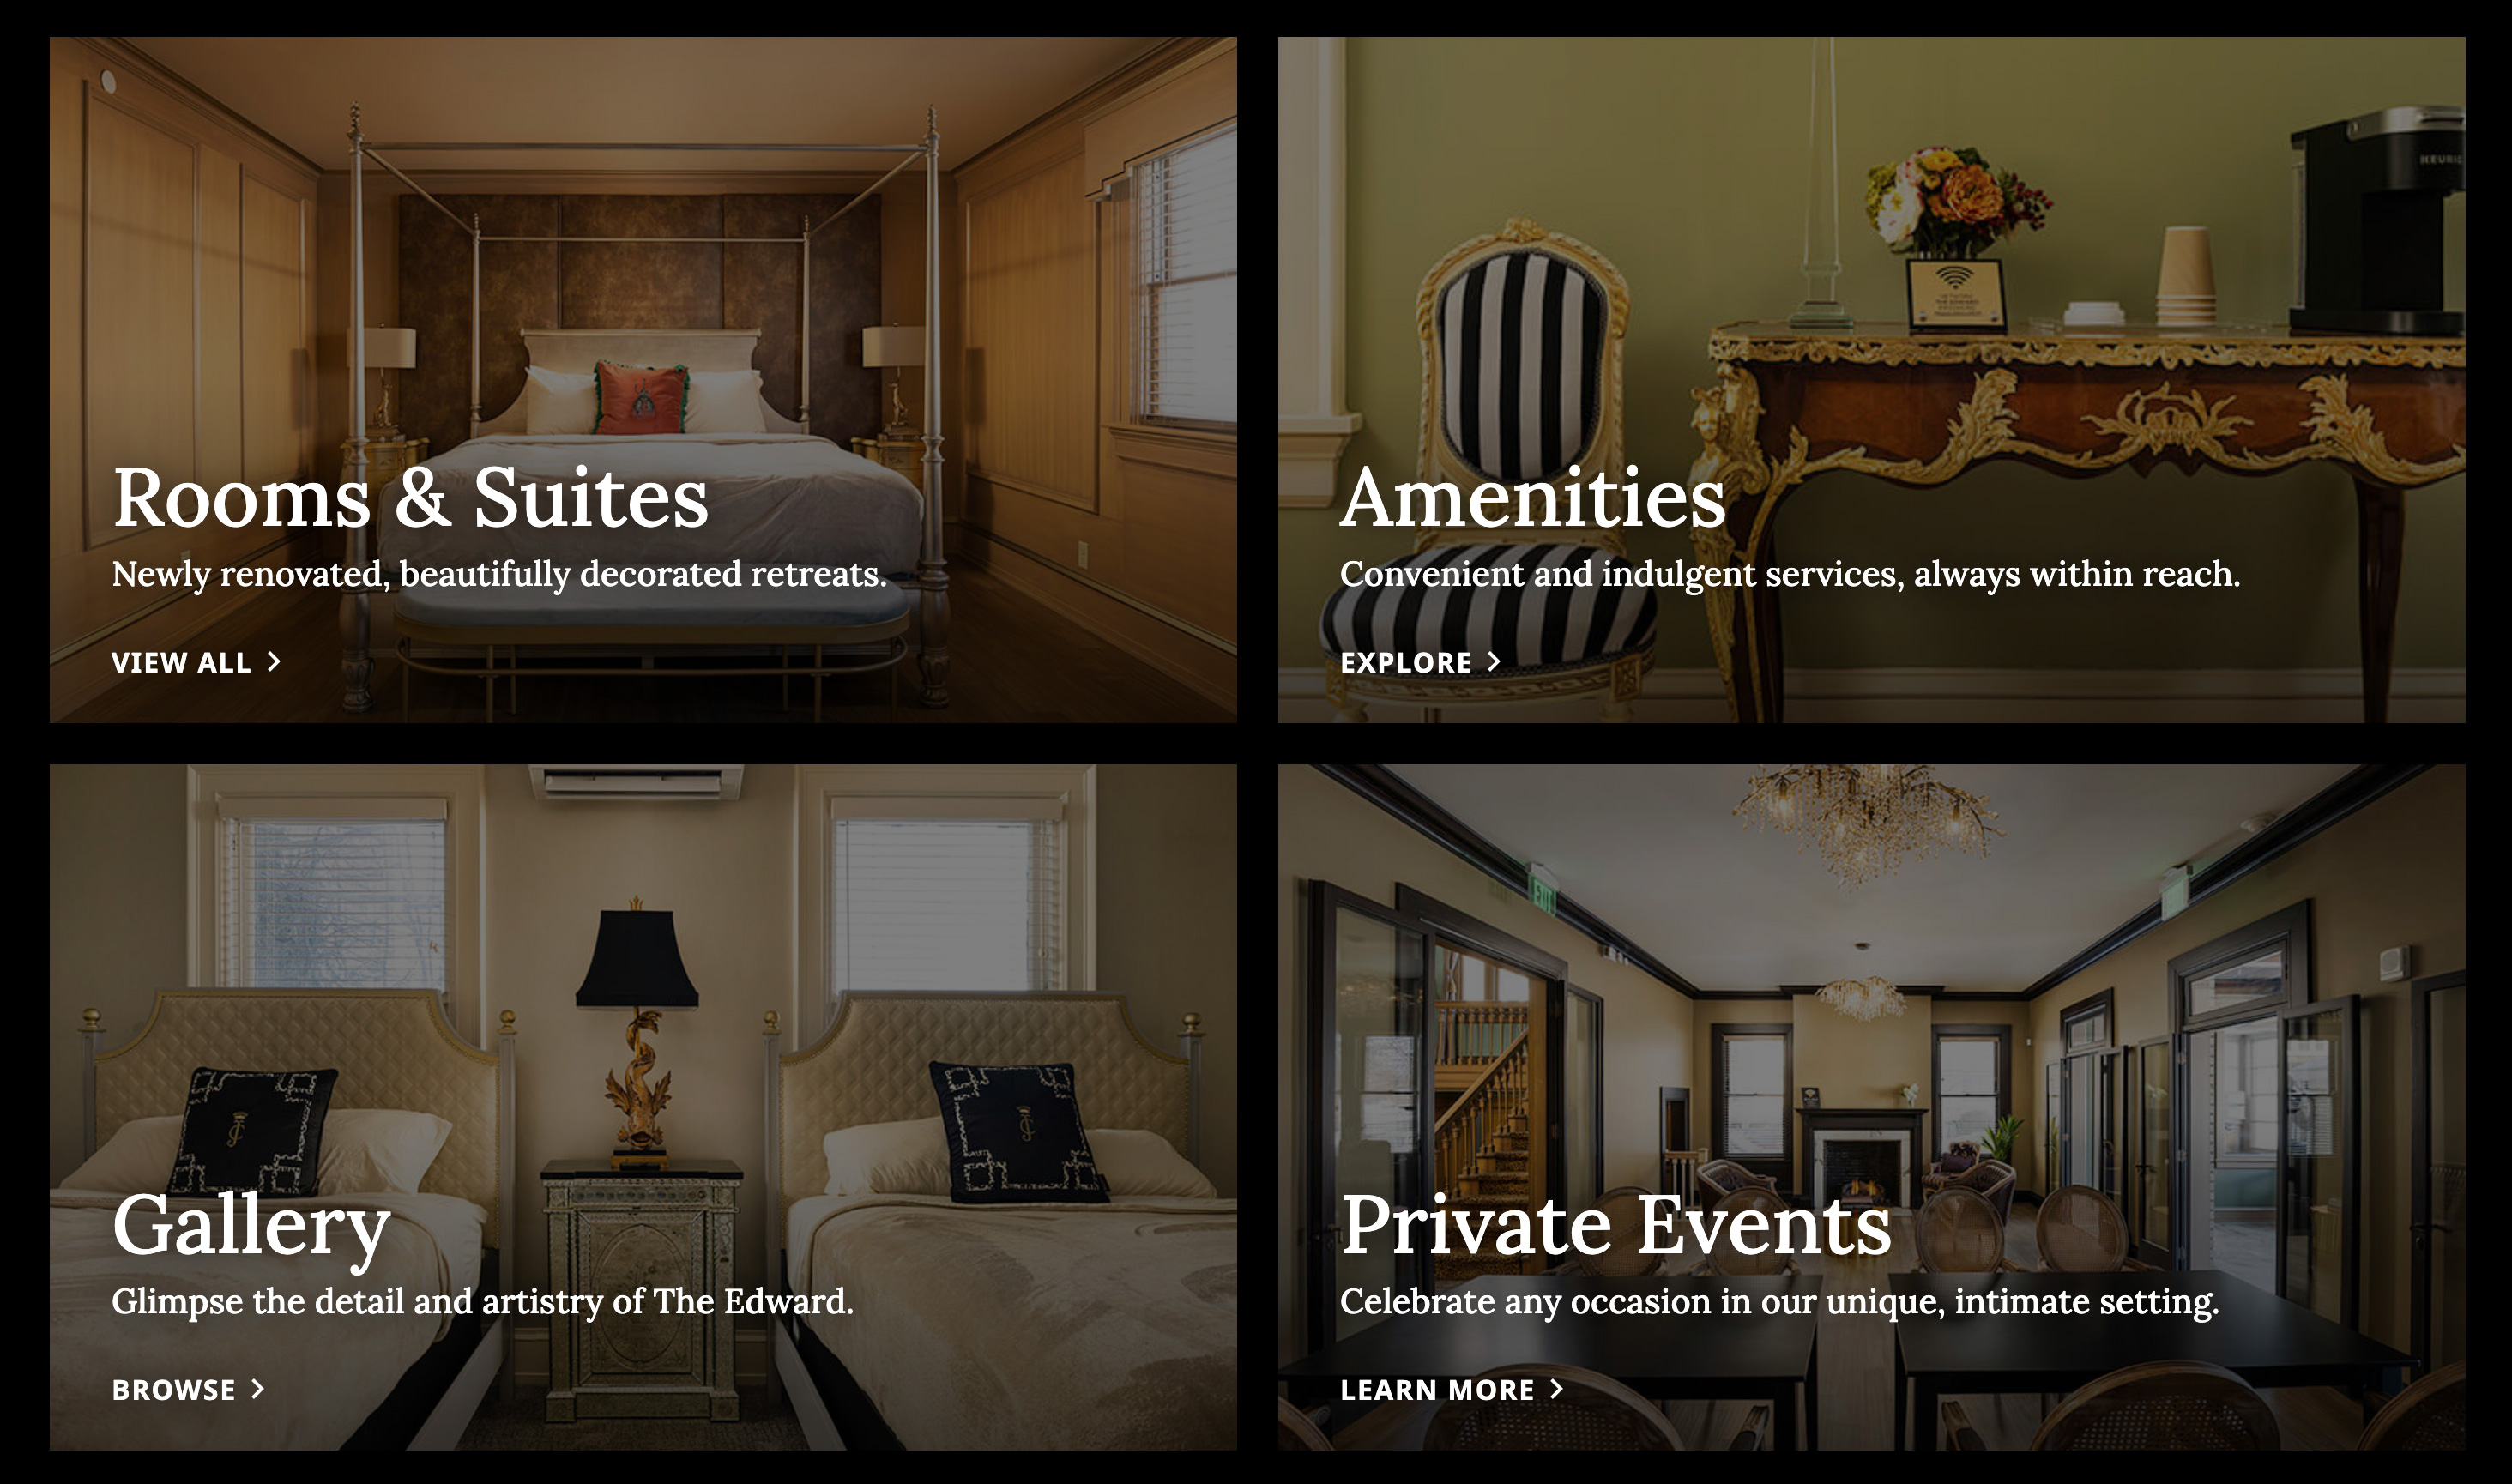 Rooms & Suites
Newly renovated, beautifully decorated retreats.
VIEW ALL
KEURIG
Amenities
Convenient and indulgent services, always within reach.
EXPLORE
Gallery
Glimpse the detail and artistry of The Edward.
BROWSE
EXIT
Private Events
Celebrate any occasion in our unique, intimate setting.
LEARN MORE